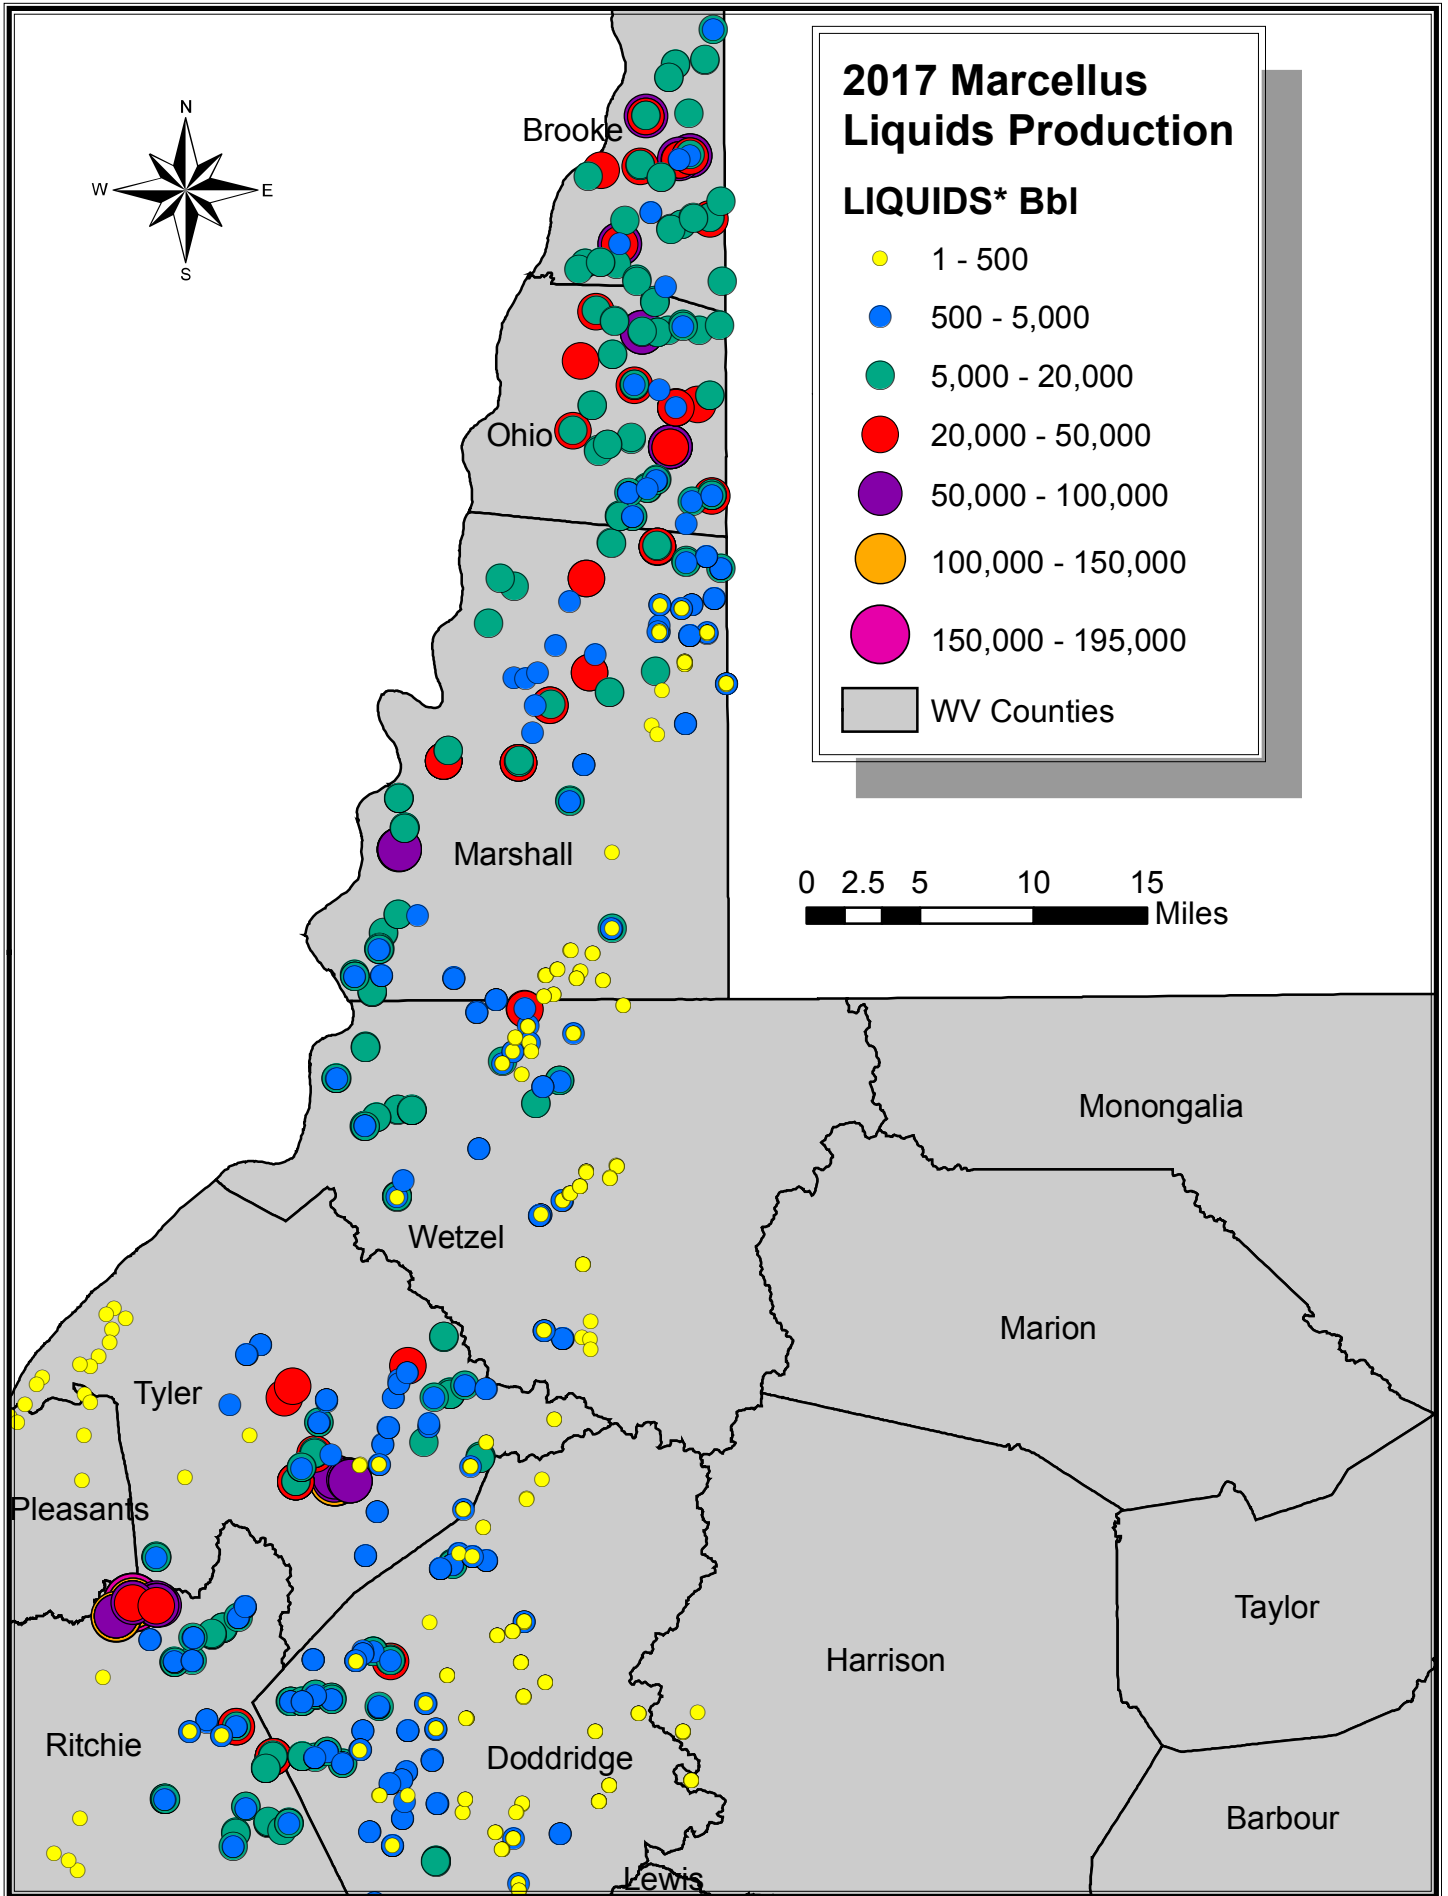 2017 Marcellus
Liquids Production
LIQUIDS* Bbl
1 - 500
500 - 5,000
5,000 - 20,000
20,000 - 50,000
50,000 - 100,000
100,000 - 150,000
150,000 - 195,000
WV Counties
N
W E
S
Brooke
Ohio
Marshall
0 2.5 5 10 15
Miles
Monongalia
Wetzel
Marion
Tyler
Pleasants
Taylor
Harrison
Ritchie
Doddridge
Barbour
Lewis